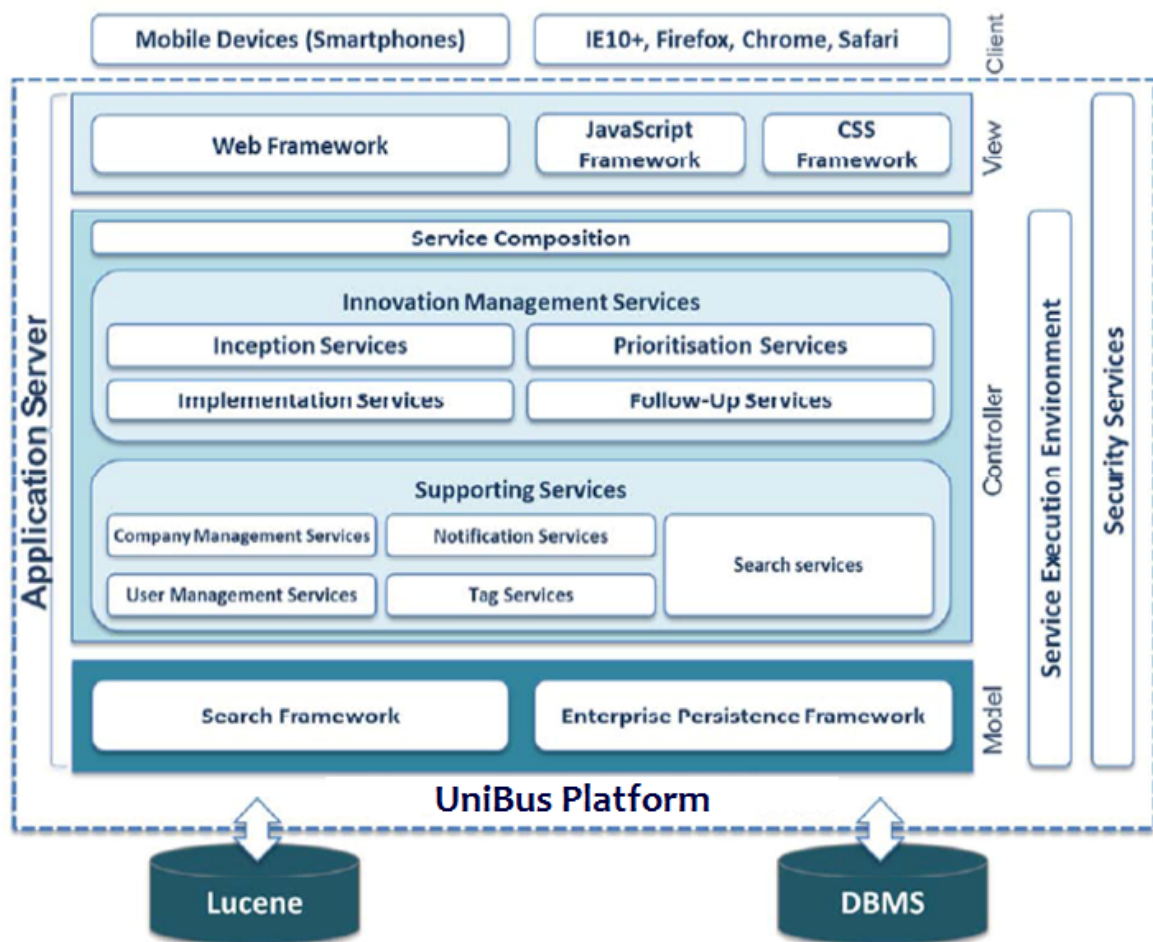 Mobile Devices (Smartphones)
IE10+, Firefox, Chrome, Safari
Client
Web Framework
JavaScript
Framework
CSS
Framework
View
Service Composition
Innovation Management Services
Inception Services
Prioritisation Services
Implementation Services
Follow-Up Services
Supporting Services
Company Management Services
Notification Services
Search services
User Management Services
Tag Services
Controller
Search Framework
Enterprise Persistence Framework
Model
Application Server
Service Execution Environment
Security Services
UniBus Platform
Lucene
DBMS